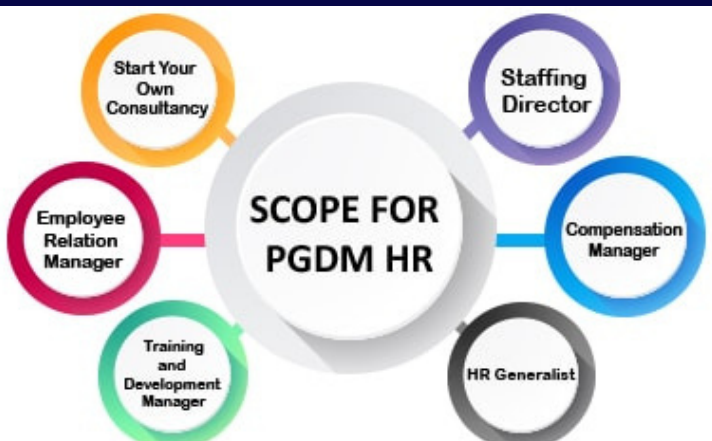 Start Your
Own
Consultancy
Staffing
Director
Employee
Relation
Manager
SCOPE FOR
PGDM HR
Compensation
Manager
Training
and
Development
Manager
HR Generalist